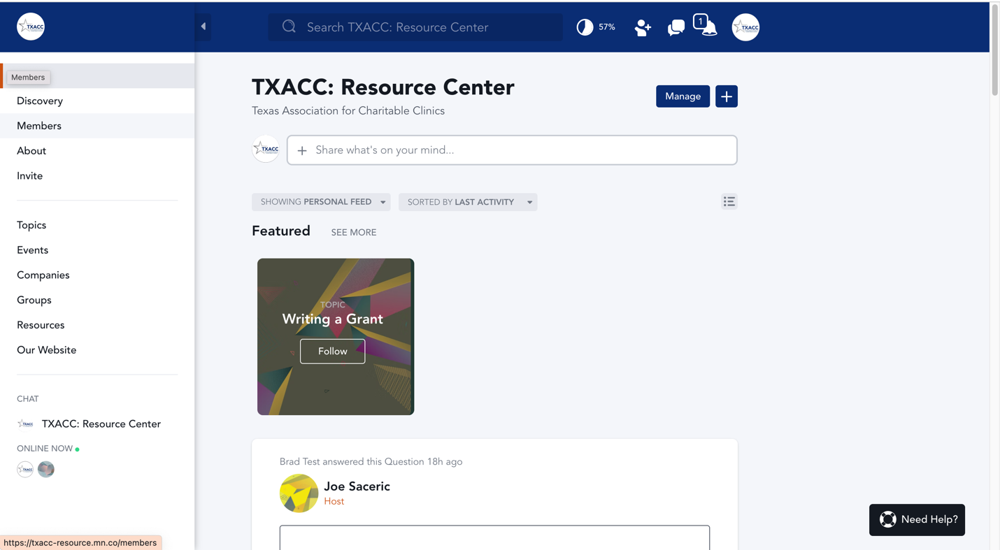 TXACC
Search TXACC: Resource Center
57%
1
TXACC
Members
Discovery
Members
About
Invite
Topics
Events
Companies
Groups
Resources
Our Website
CHAT
TXACC
TXACC: Resource Center
ONLINE NOW
TXACC
https://txacc-resource.mn.co/members
TXACC: Resource Center
Texas Association for Charitable Clinics
Manage
TXACC
Share what's on your mind...
SHOWING PERSONAL FEED
SORTED BY LAST ACTIVITY
Featured
SEE MORE
TOPIC
Writing a Grant
Follow
Brad Test answered this Question 18h ago
Joe Saceric
Host
Need Help?